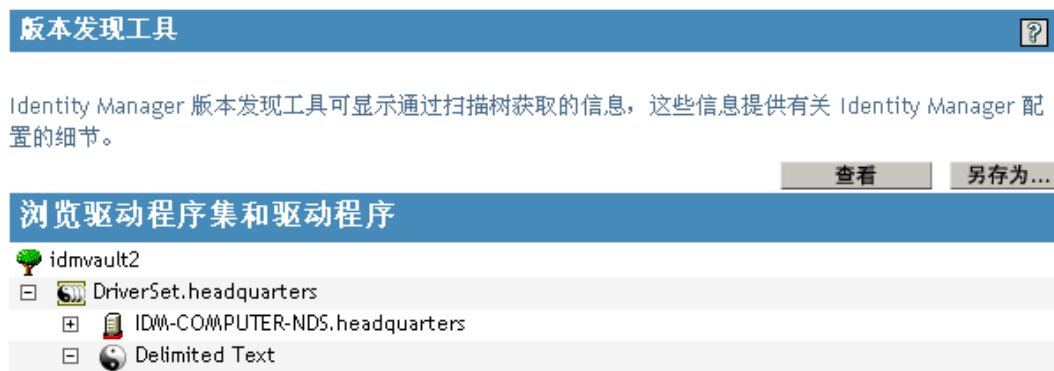 版本发现工具
Identity Manager 版本发现工具可显示通过扫描树获取的信息，这些信息提供有关 Identity Manager 配
置的细节。
查看 另存为...
浏览驱动程序集和驱动程序
idmvault2
DriverSet.headquarters
IDM-COMPUTER-NDS.headquarters
Delimited Text